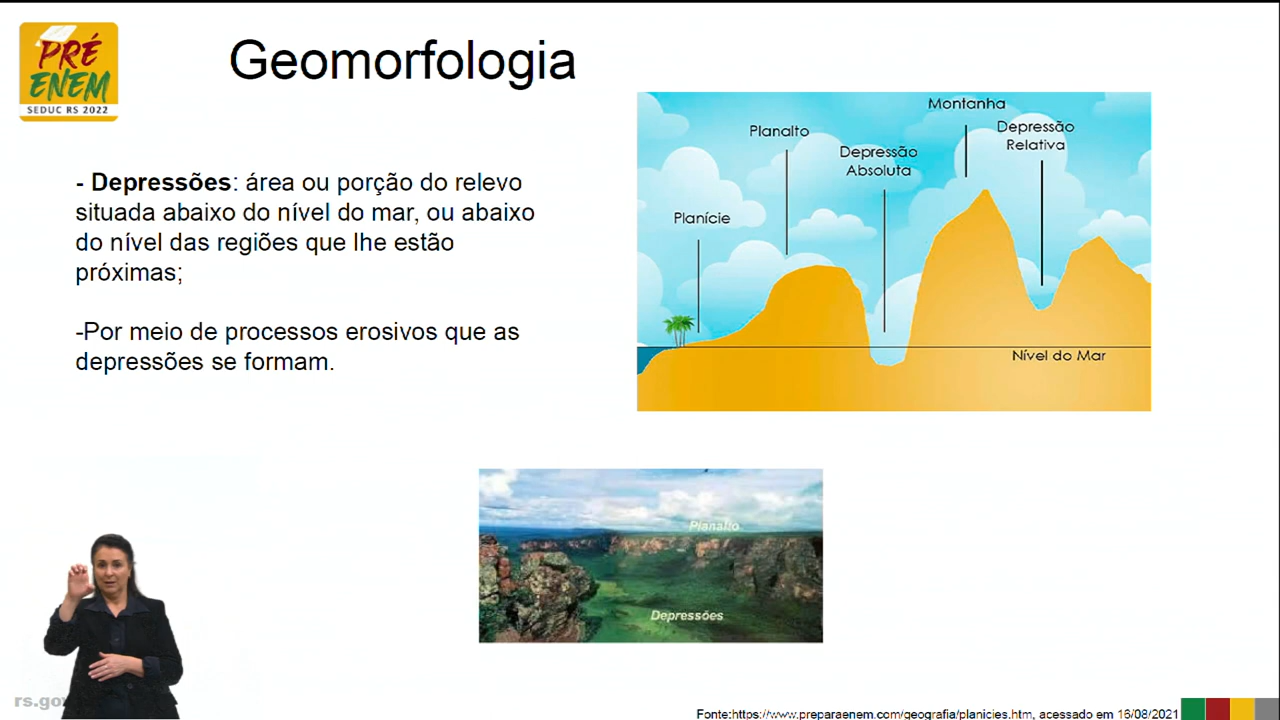 PRÉ
ENEM
SEDUC RS 2022
Geomorfologia
- Depressões: área ou porção do relevo
situada abaixo do nível do mar, ou abaixo
do nível das regiões que lhe estão
próximas;
-Por meio de processos erosivos que as
depressões se formam.
Montanha
Planalto
Depressão
Relativa
Depressão
Absoluta
Planície
Nível do Mar
Planalto
Depressões
rs.gov
Fonte:https://www.preparaenem.com/geografia/planicies.htm, acessado em 16/08/2021